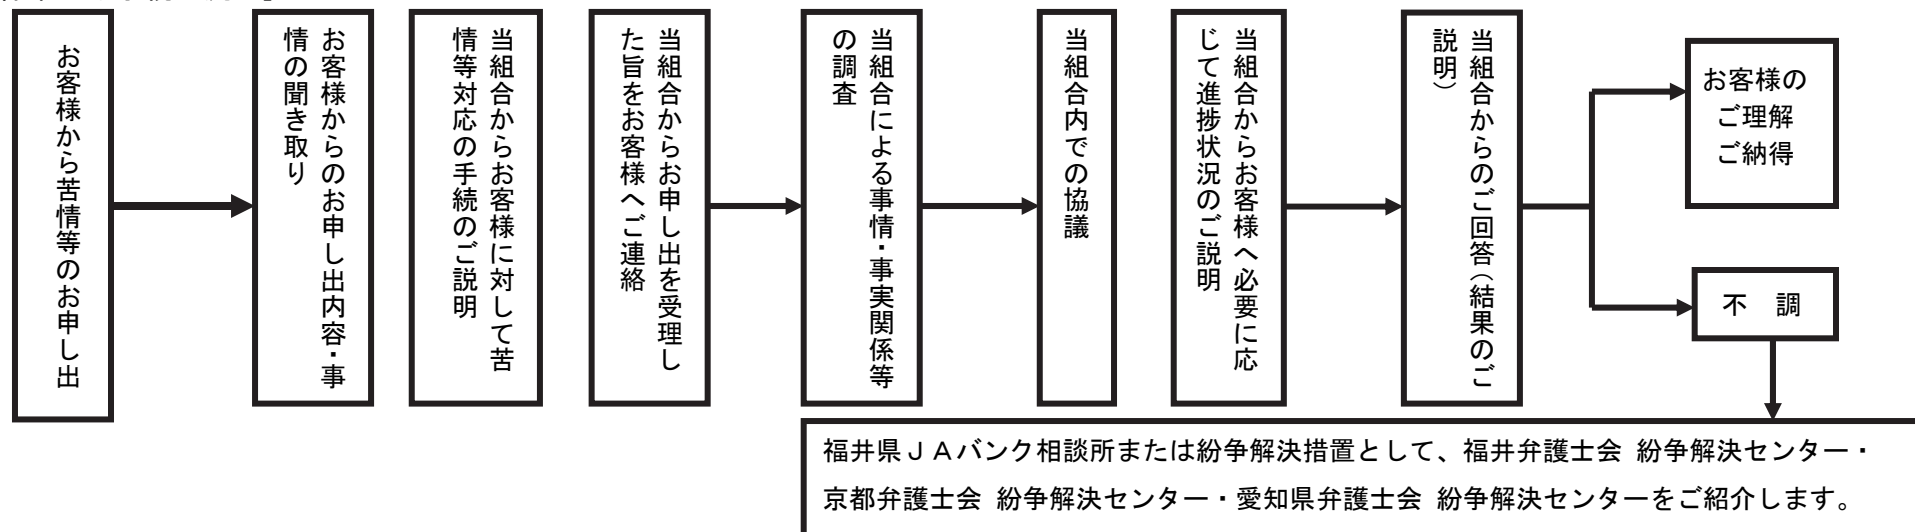 お客様から苦情等のお申し出
お客様からのお申し出内容・事
情の聞き取り
当組合からお客様に対して苦
情等対応の手続のご説明
当組合からお申し出を受理し
た旨をお客様へご連絡
当組合による事情・事実関係等
の調査
当組合内での協議
当組合からお客様へ必要に応
じて進捗状況のご説明
当組合からのご回答（結果のご
説明）
お客様の
ご理解
ご納得
不　調
福井県ＪＡバンク相談所または紛争解決措置として、福井弁護士会 紛争解決センター・
京都弁護士会 紛争解決センター・愛知県弁護士会 紛争解決センターをご紹介します。